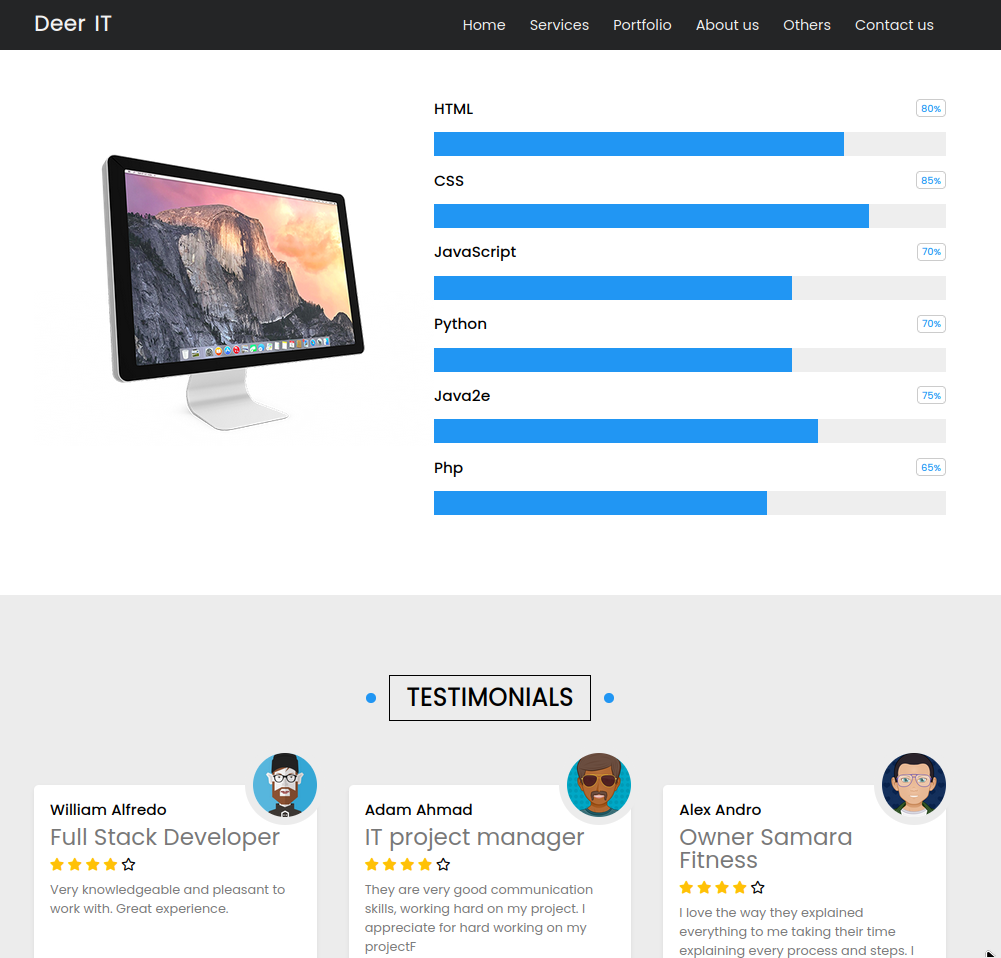 Deer IT
Home Services Portfolio About us Others Contact us
HTML 80%
CSS 85%
JavaScript 70%
Python 70%
Java2e 75%
Php 65%
TESTIMONIALS
William Alfredo
Full Stack Developer
Very knowledgeable and pleasant to
work with. Great experience.
Adam Ahmad
IT project manager
They are very good communication
skills, working hard on my project. I
appreciate for hard working on my
projectF
Alex Andro
Owner Samara
Fitness
I love the way they explained
everything to me taking their time
explaining every process and steps. I